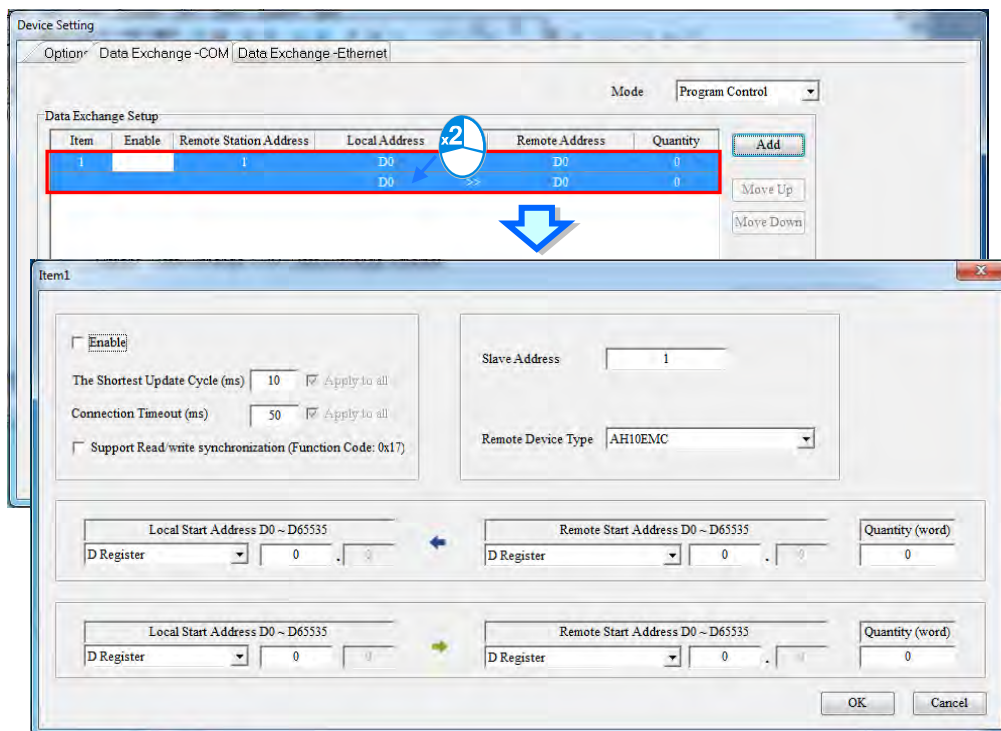 Device Setting
Options Data Exchange -COM Data Exchange -Ethernet
Mode Program Control
Data Exchange Setup
Item Enable Remote Station Address Local Address Remote Address Quantity Add
x2
1 1 D0 D0 0
D0 >> D0 0
Move Up
Move Down
Item1
Enable
The Shortest Update Cycle (ms) 10 Apply to all
Connection Timeout (ms) 50 Apply to all
Support Read/write synchronization (Function Code: 0x17)
Slave Address 1
Remote Device Type AH10EMC
Local Start Address D0 ~ D65535 Remote Start Address D0 ~ D65535 Quantity (word)
D Register 0 . 0 D Register 0 . 0 0
Local Start Address D0 ~ D65535 Remote Start Address D0 ~ D65535 Quantity (word)
D Register 0 0 D Register 0 . 0 0
OK Cancel